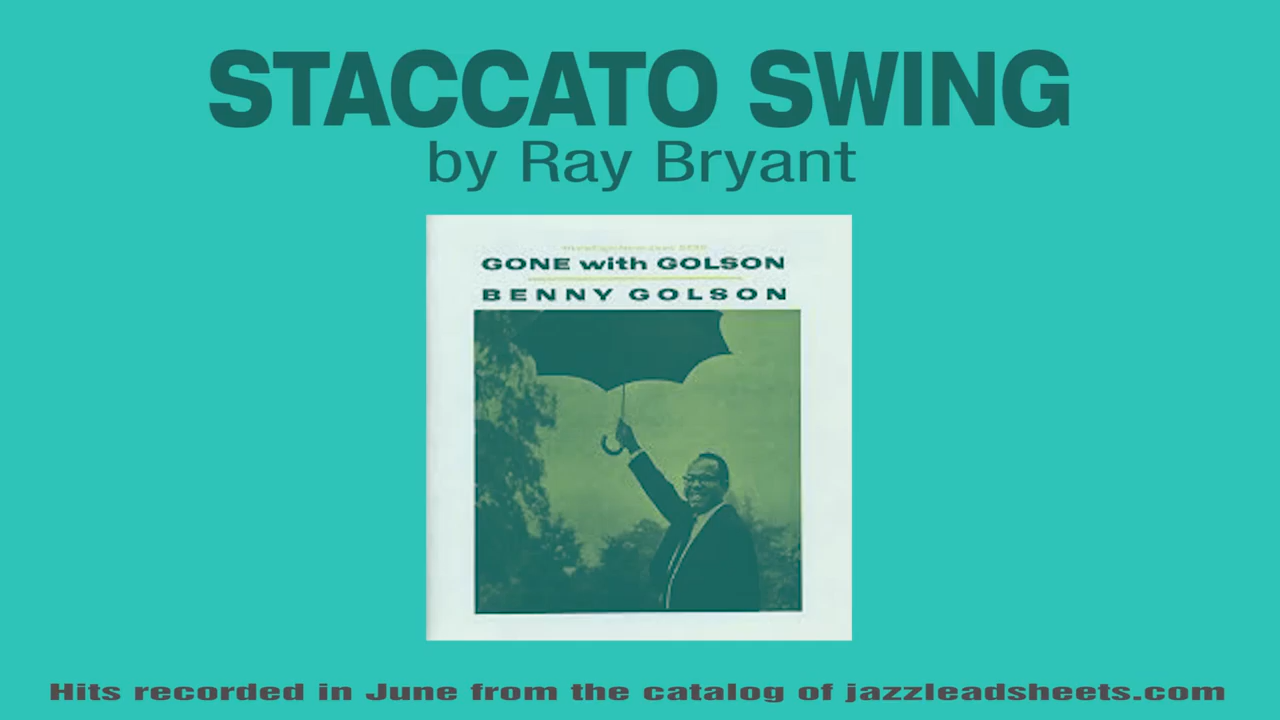 STACCATO SWING
by Ray Bryant
GONE with GOLSON
BENNY GOLSON
Hits recorded in June from the catalog of jazzleadsheets.com